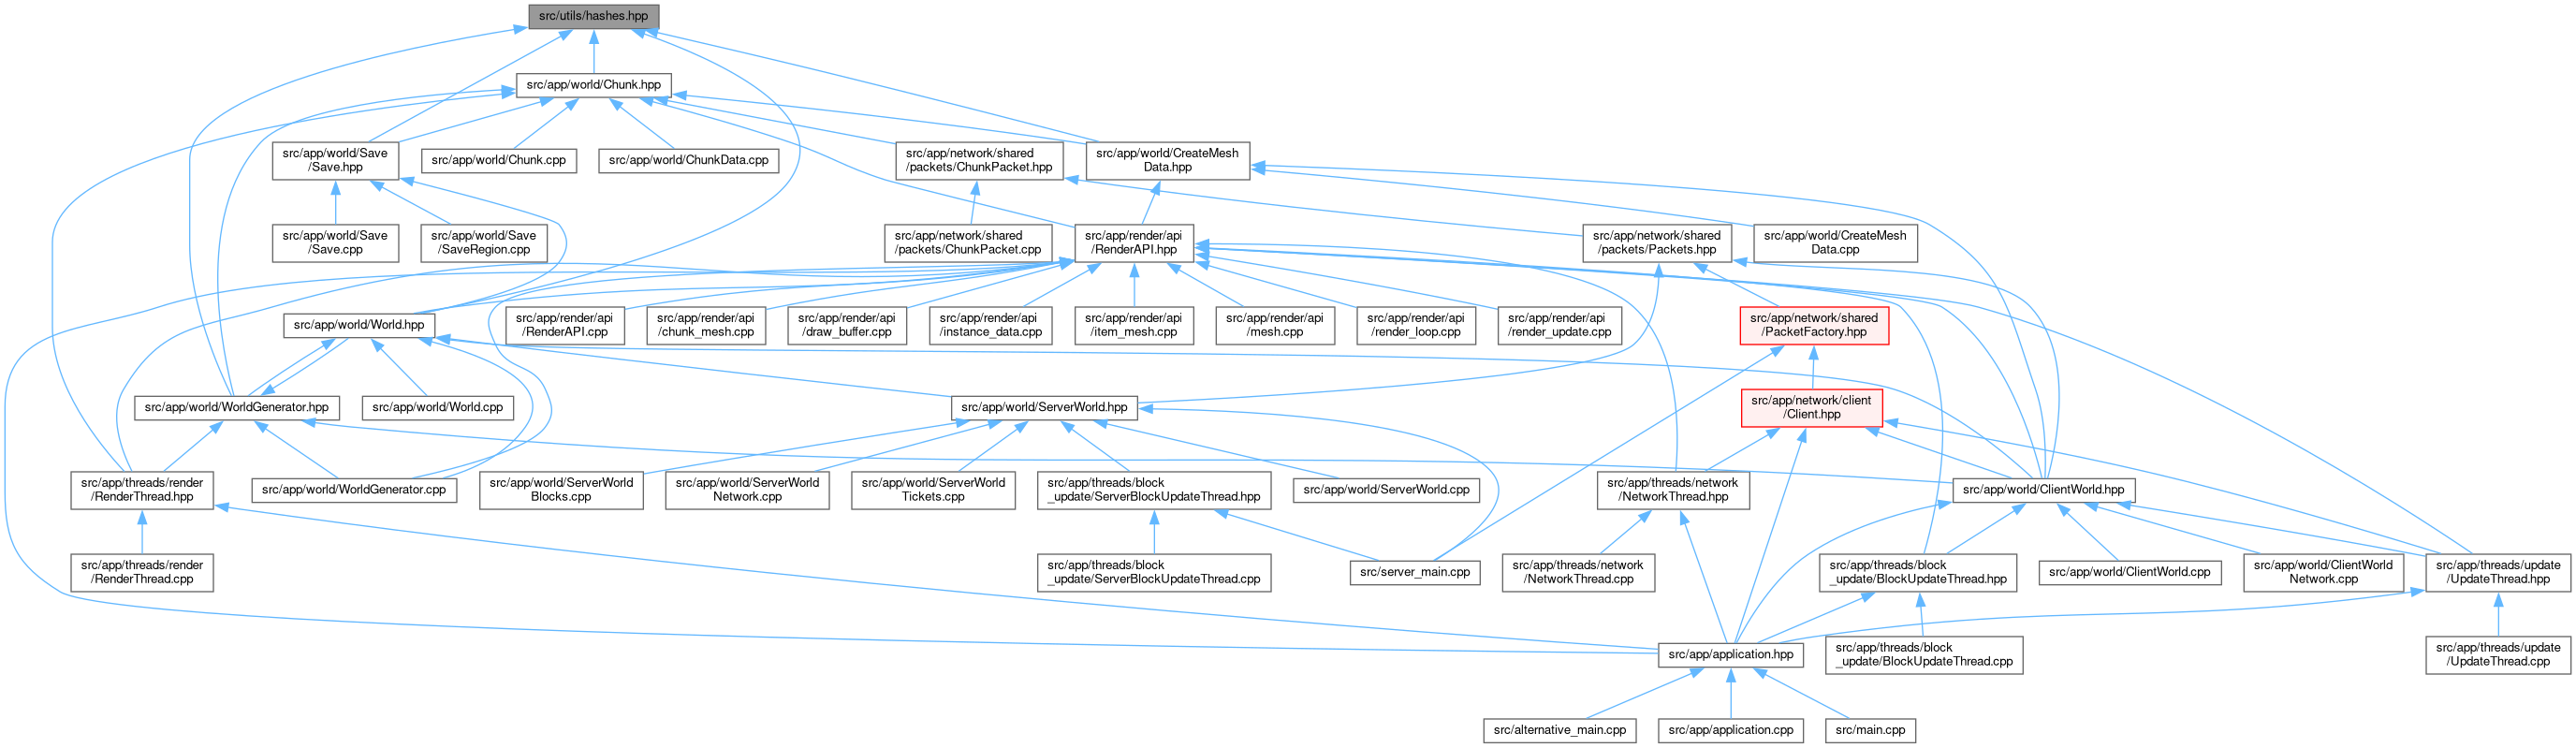 src/utils/hashes.hpp
src/app/world/Chunk.hpp
src/app/world/Save
/Save.hpp
src/app/world/Chunk.cpp
src/app/world/ChunkData.cpp
src/app/network/shared
/packets/ChunkPacket.hpp
src/app/world/CreateMesh
Data.hpp
src/app/world/Save
/Save.cpp
src/app/world/Save
/SaveRegion.cpp
src/app/network/shared
/packets/ChunkPacket.cpp
src/app/render/api
/RenderAPI.hpp
src/app/network/shared
/packets/Packets.hpp
src/app/world/CreateMesh
Data.cpp
src/app/world/World.hpp
src/app/render/api
/RenderAPI.cpp
src/app/render/api
/chunk_mesh.cpp
src/app/render/api
/draw_buffer.cpp
src/app/render/api
/instance_data.cpp
src/app/render/api
/item_mesh.cpp
src/app/render/api
/mesh.cpp
src/app/render/api
/render_loop.cpp
src/app/render/api
/render_update.cpp
src/app/network/shared
/PacketFactory.hpp
src/app/world/WorldGenerator.hpp
src/app/world/World.cpp
src/app/world/ServerWorld.hpp
src/app/network/client
/Client.hpp
src/app/threads/render
/RenderThread.hpp
src/app/world/WorldGenerator.cpp
src/app/world/ServerWorld
Blocks.cpp
src/app/world/ServerWorld
Network.cpp
src/app/world/ServerWorld
Tickets.cpp
src/app/threads/block
_update/ServerBlockUpdateThread.hpp
src/app/world/ServerWorld.cpp
src/app/threads/network
/NetworkThread.hpp
src/app/world/ClientWorld.hpp
src/app/threads/render
/RenderThread.cpp
src/app/threads/block
_update/ServerBlockUpdateThread.cpp
src/server_main.cpp
src/app/threads/network
/NetworkThread.cpp
src/app/threads/block
_update/BlockUpdateThread.hpp
src/app/world/ClientWorld.cpp
src/app/world/ClientWorld
Network.cpp
src/app/threads/update
/UpdateThread.hpp
src/app/application.hpp
src/app/threads/block
_update/BlockUpdateThread.cpp
src/app/threads/update
/UpdateThread.cpp
src/alternative_main.cpp
src/app/application.cpp
src/main.cpp